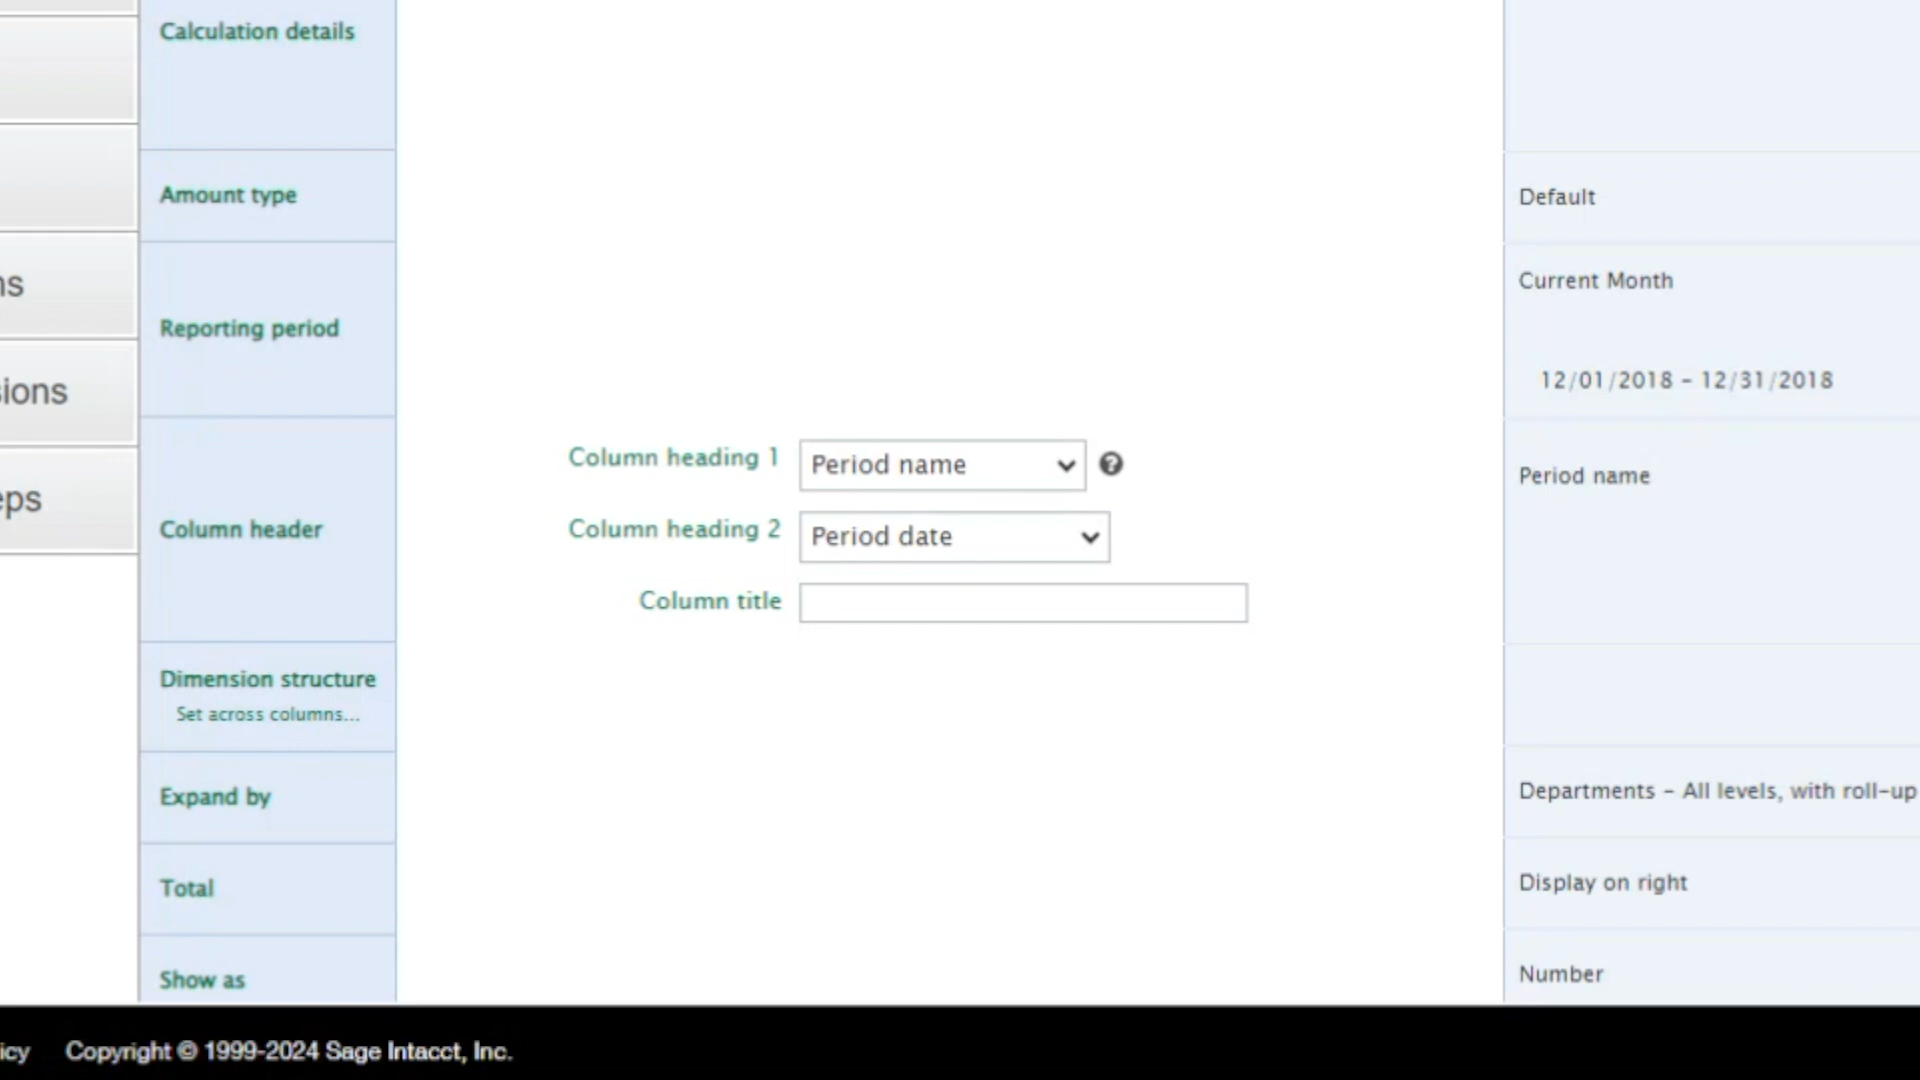 Calculation details
Amount type
Default
ns
Reporting period
Current Month
12/01/2018 - 12/31/2018
sions
eps
Column header
Column heading 1
Period name
Column heading 2
Period date
Column title
Period name
Dimension structure
Set across columns...
Expand by
Departments - All levels, with roll-up
Total
Display on right
Show as
Number
icy
Copyright © 1999-2024 Sage Intacct, Inc.